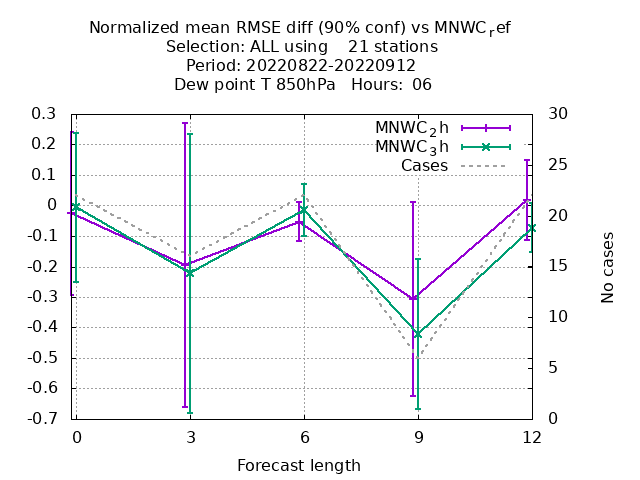 Normalized mean RMSE diff (90% conf) vs MNWC_ref
Selection: ALL using    21 stations
Period: 20220822-20220912
Dew point T 850hPa   Hours:  06
MNWC_2h
MNWC_3h
Cases
0.3
0.2
0.1
0
-0.1
-0.2
-0.3
-0.4
-0.5
-0.6
-0.7
30
25
20
15
10
5
0
No cases
0 3 6 9 12
Forecast length